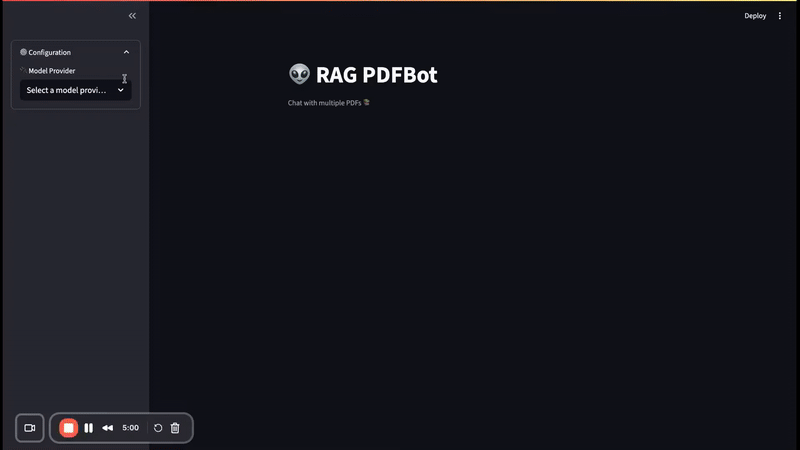 Deploy
Configuration
Model Provider
Select a model provi...
RAG PDFBot
Chat with multiple PDFs
5:00